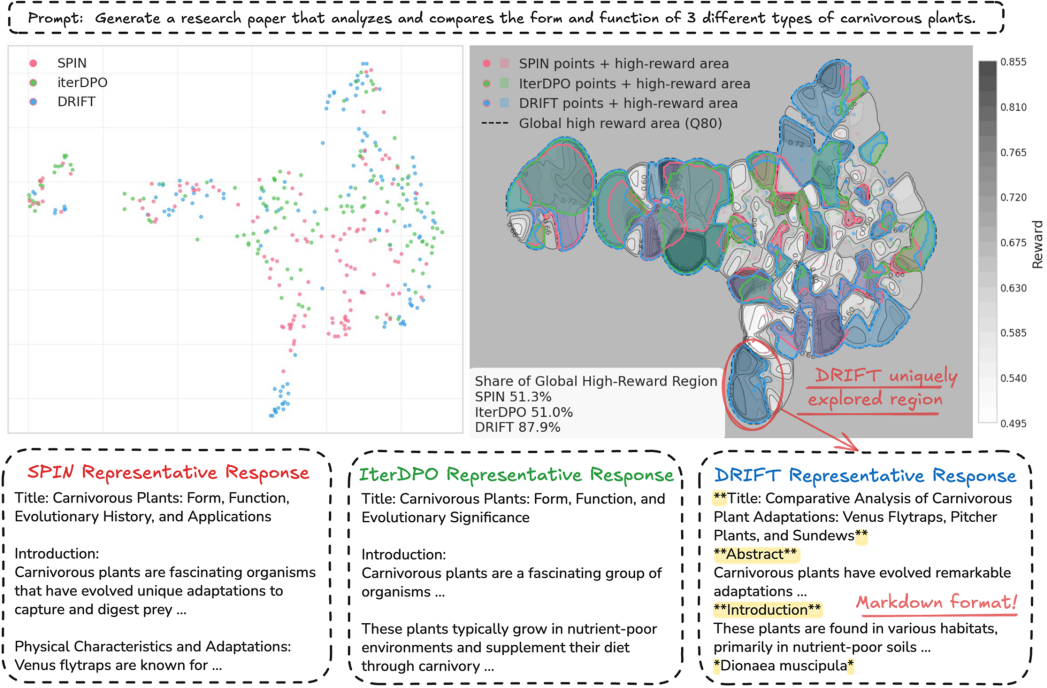 Prompt: Generate a research paper that analyzes and compares the form and function of 3 different types of carnivorous plants.
SPIN
iterDPO
DRIFT
SPIN points + high-reward area
IterDPO points + high-reward area
DRIFT points + high-reward area
Global high reward area (Q80)
Share of Global High-Reward Region
SPIN 51.3%
IterDPO 51.0%
DRIFT 87.9%
DRIFT uniquely
explored region
0.855
0.810
0.765
0.720
0.675
0.630
0.585
0.540
0.495
Reward
SPIN Representative Response
Title: Carnivorous Plants: Form, Function,
Evolutionary History, and Applications
Introduction:
Carnivorous plants are fascinating organisms
that have evolved unique adaptations to
capture and digest prey ...
Physical Characteristics and Adaptations:
Venus flytraps are known for ...
IterDPO Representative Response
Title: Carnivorous Plants: Form, Function, and
Evolutionary Significance
Introduction:
Carnivorous plants are a fascinating group of
organisms ...
These plants typically grow in nutrient-poor
environments and supplement their diet
through carnivory ...
DRIFT Representative Response
**Title: Comparative Analysis of Carnivorous
Plant Adaptations: Venus Flytraps, Pitcher
Plants, and Sundews**
**Abstract**
Carnivorous plants have evolved remarkable
adaptations ...
**Introduction**
Markdown format!
These plants are found in various habitats,
primarily in nutrient-poor soils ...
*Dionaea muscipula*